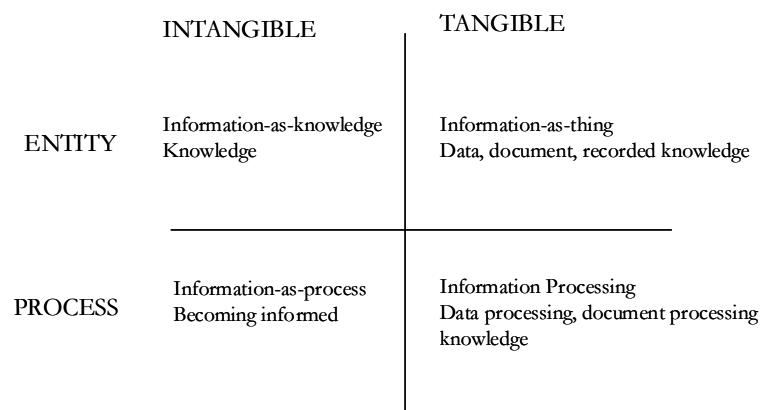 INTANGIBLE
TANGIBLE
ENTITY
Information-as-knowledge
Knowledge
Information-as-thing
Data, document, recorded knowledge
PROCESS
Information-as-process
Becoming informed
Information Processing
Data processing, document processing
knowledge